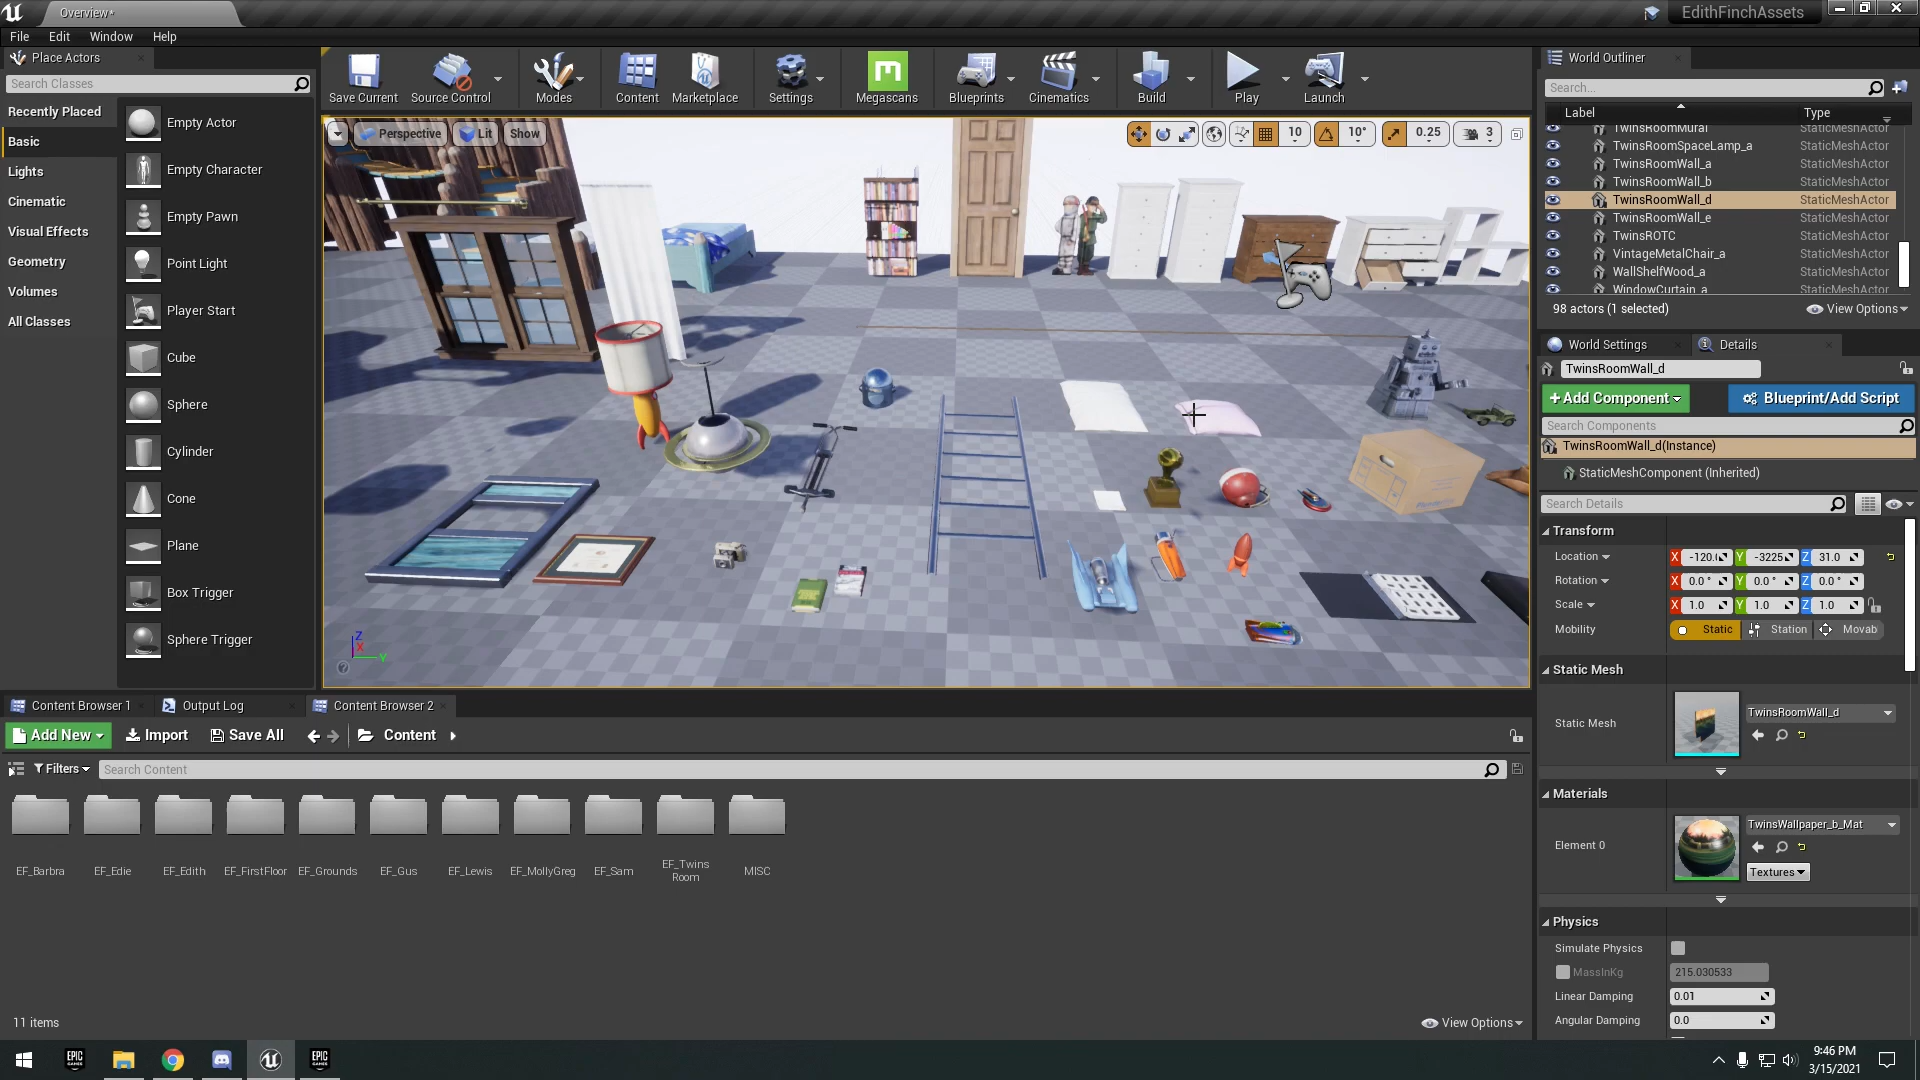 Overview*
EdithFinchAssets
File Edit Window Help
Place Actors
Search Classes
Recently Placed
Basic
Lights
Cinematic
Visual Effects
Geometry
Volumes
All Classes
Empty Actor
Empty Character
Empty Pawn
Point Light
Player Start
Cube
Sphere
Cylinder
Cone
Plane
Box Trigger
Sphere Trigger
Save Current Source Control Modes Content Marketplace Settings Megascans Blueprints Cinematics Build Play Launch
Perspective Lit Show
10 10° 0.25 3
Z
X
Y
World Outliner
Search...
Label Type
TwinsRoomMural StaticMeshActor
TwinsRoomSpaceLamp_a StaticMeshActor
TwinsRoomWall_a StaticMeshActor
TwinsRoomWall_b StaticMeshActor
TwinsRoomWall_d StaticMeshActor
TwinsRoomWall_e StaticMeshActor
TwinsROTC StaticMeshActor
VintageMetalChair_a StaticMeshActor
WallShelfWood_a StaticMeshActor
WindowCurtain_a StaticMeshActor
98 actors (1 selected) View Options
World Settings Details
TwinsRoomWall_d
+Add Component Blueprint/Add Script
Search Components
TwinsRoomWall_d(Instance)
StaticMeshComponent (Inherited)
Search Details
Transform
Location X -120.( Y -3225 Z 31.0
Rotation X 0.0 ° Y 0.0 ° Z 0.0 °
Scale X 1.0 Y 1.0 Z 1.0
Mobility Static Station Movab
Static Mesh
Static Mesh TwinsRoomWall_d
Materials
Element 0 TwinsWallpaper_b_Mat
Textures
Physics
Simulate Physics
MassInKg 215.030533
Linear Damping 0.01
Angular Damping 0.0
Content Browser 1 Output Log Content Browser 2
Add New Import Save All Content
Filters Search Content
EF_Barbra EF_Edie EF_Edith EF_FirstFloor EF_Grounds EF_Gus EF_Lewis EF_MollyGreg EF_Sam EF_Twins MISC
Room
11 items View Options
EPIC GAMES
EPIC GAMES
9:46 PM
3/15/2021